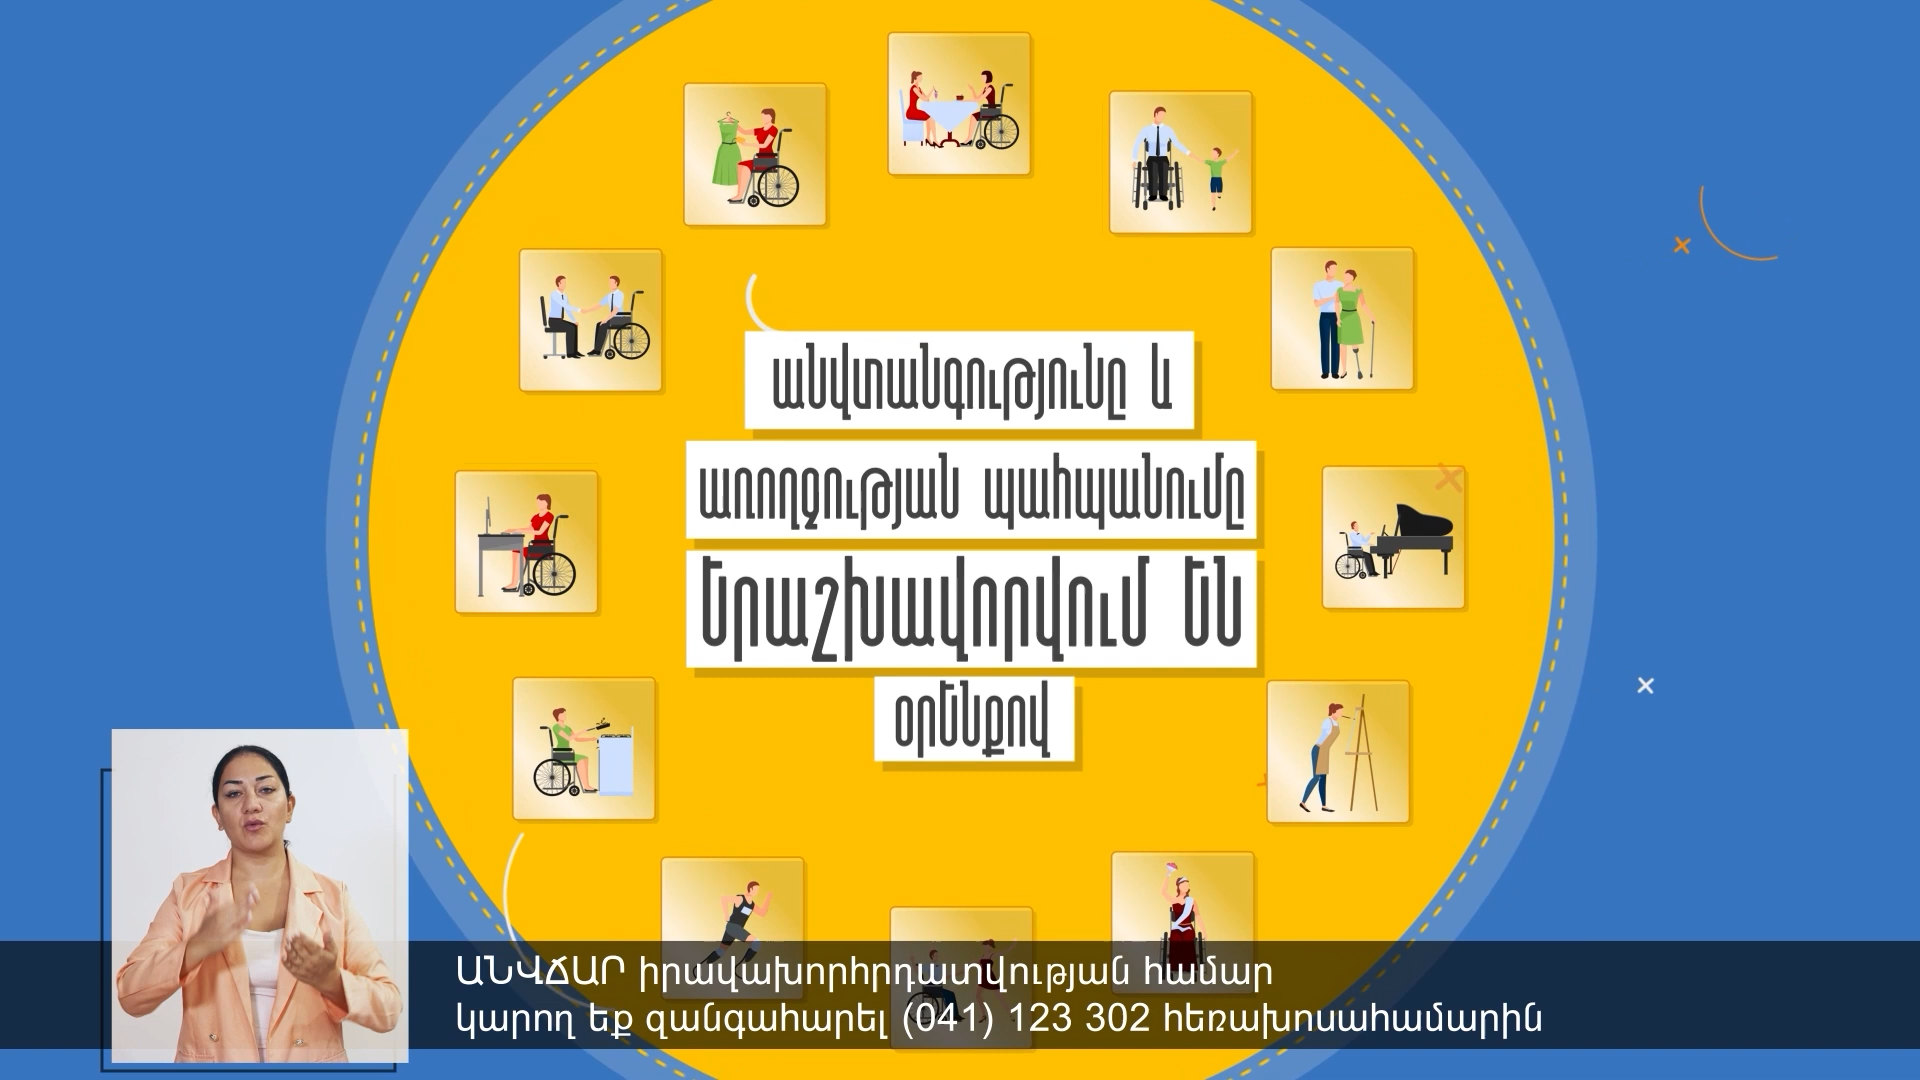 անվտանգությունը և
առողջության պահպանումը
երաշխավորվում են
օրենքով
ԱՆՎՃԱՐ իրավախորհրդատվության համար
կարող եք զանգահարել (041) 123 302 հեռախոսահամարին